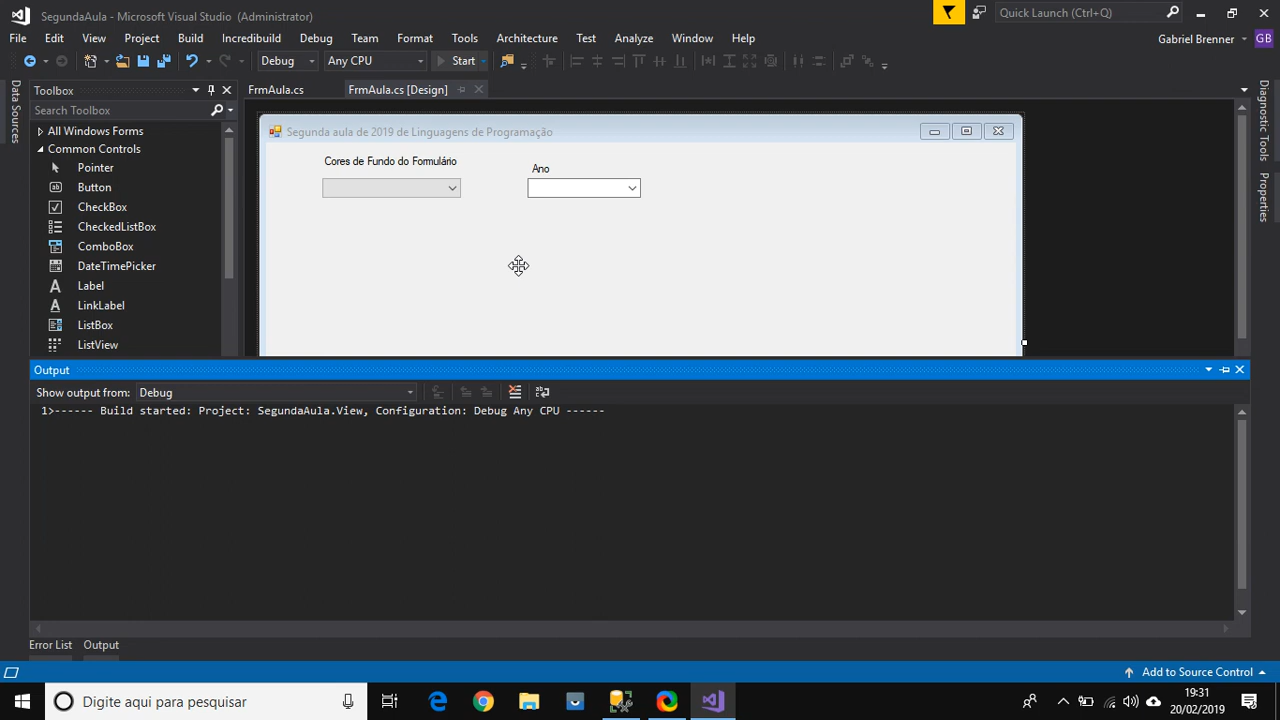 SegundaAula - Microsoft Visual Studio (Administrator)
Quick Launch (Ctrl+Q)
File Edit View Project Build Incredibuild Debug Team Format Tools Architecture Test Analyze Window Help
Gabriel Brenner GB
Debug Any CPU Start
Data Sources
Toolbox
FrmAula.cs FrmAula.cs [Design]
Search Toolbox
All Windows Forms
Common Controls
Pointer
Button
CheckBox
CheckedListBox
ComboBox
DateTimePicker
Label
LinkLabel
ListBox
ListView
Segunda aula de 2019 de Linguagens de Programação
Cores de Fundo do Formulário
Ano
Diagnostic Tools
Properties
Output
Show output from: Debug
1>------ Build started: Project: SegundaAula.View, Configuration: Debug Any CPU ------
Error List Output
Add to Source Control
Digite aqui para pesquisar
19:31
20/02/2019